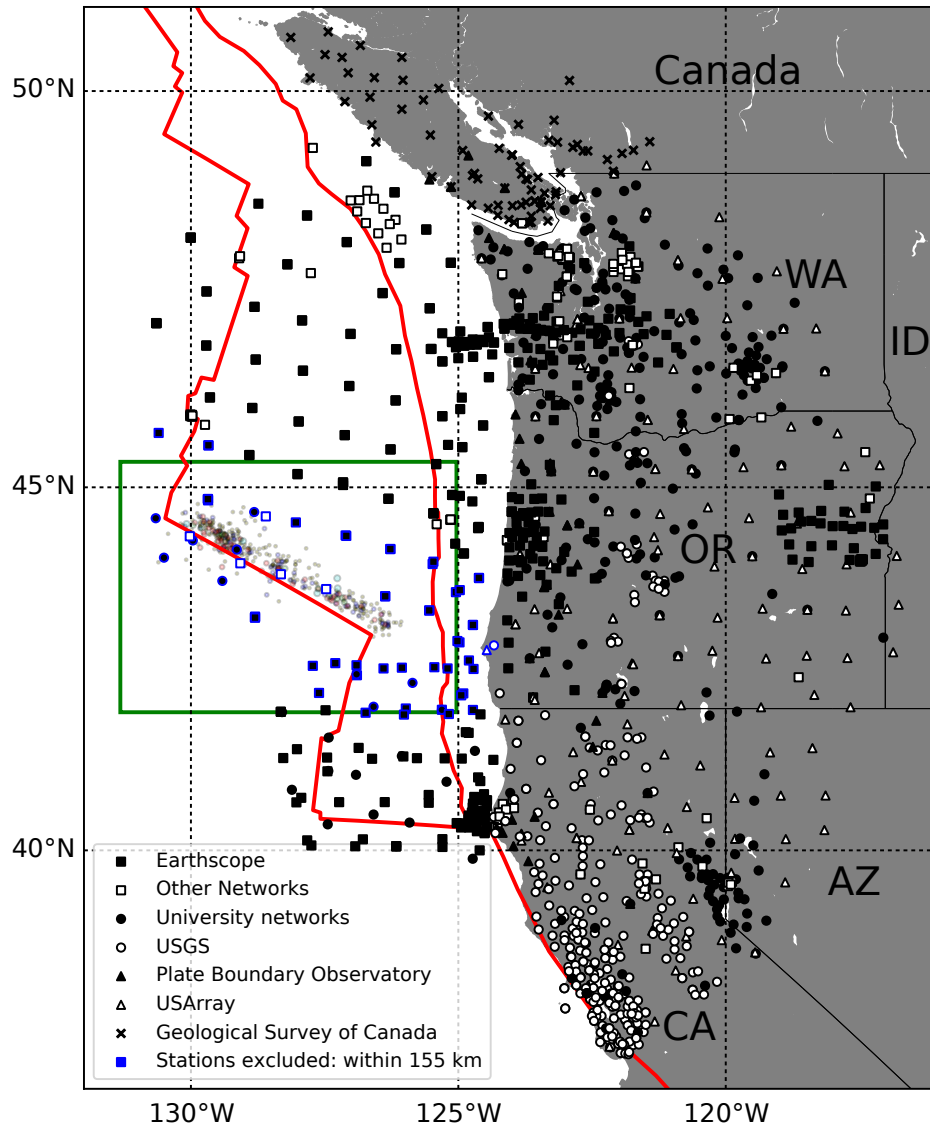 Canada
50°N
WA
ID
45°N
OR
40°N
AZ
CA
Earthscope
Other Networks
University networks
USGS
Plate Boundary Observatory
USArray
Geological Survey of Canada
Stations excluded: within 155 km
130°W 125°W 120°W